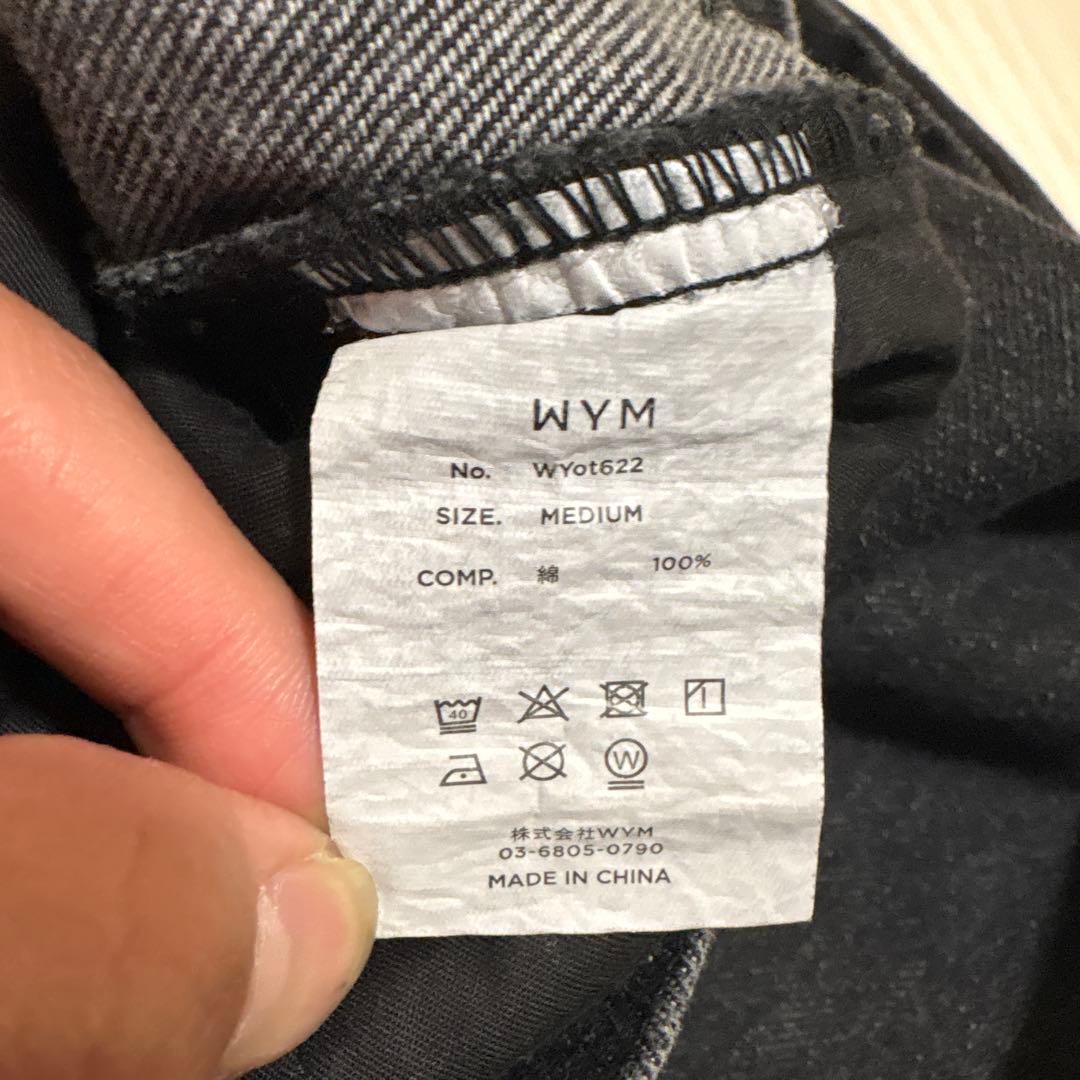 WYM
No. WYot622
SIZE. MEDIUM
COMP. 綿 100%
40
W
株式会社WYM
03-6805-0790
MADE IN CHINA